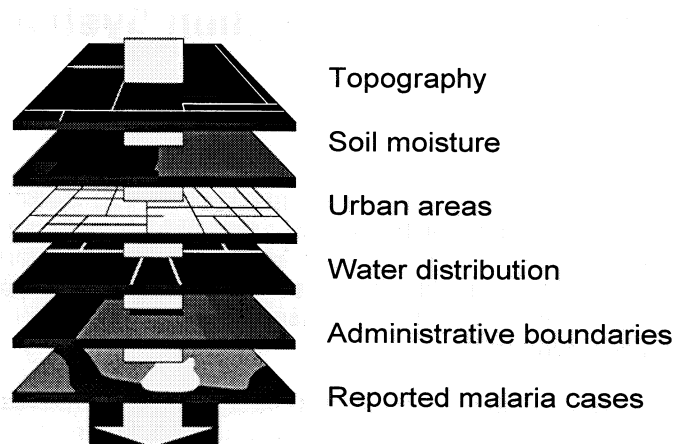 Topography
Soil moisture
Urban areas
Water distribution
Administrative boundaries
Reported malaria cases